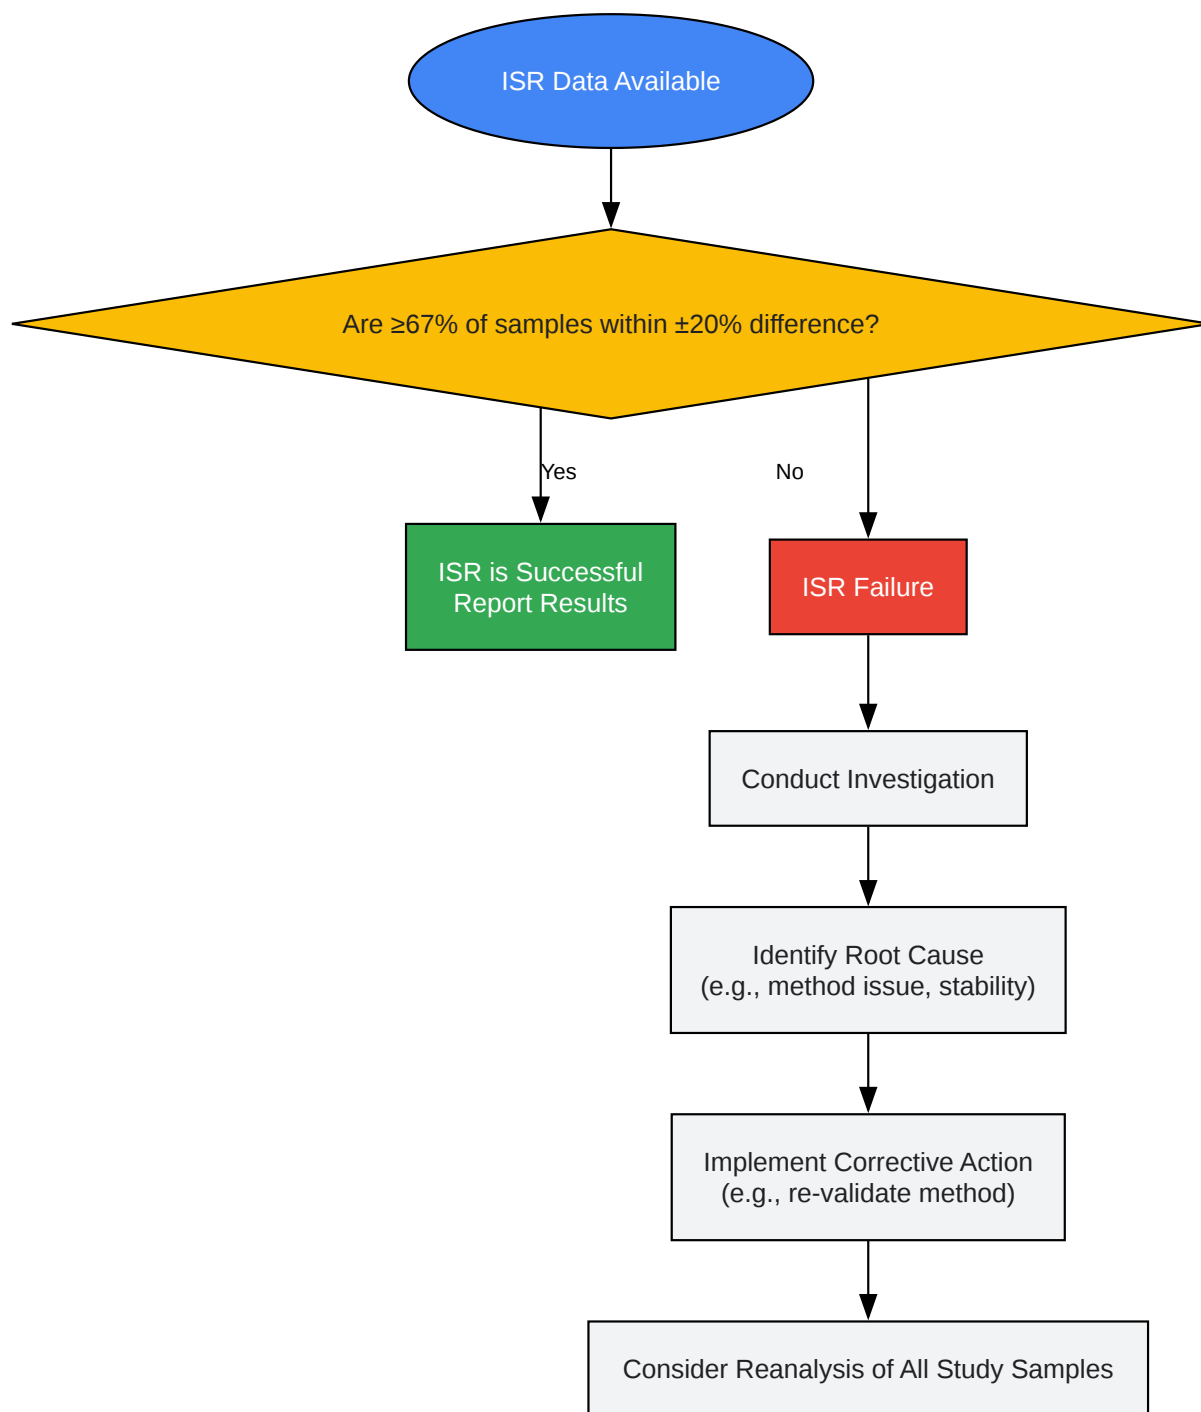 ISR Data Available
Are ≥67% of samples within ±20% difference?
Yes
No
ISR is Successful
Report Results
ISR Failure
Conduct Investigation
Identify Root Cause
(e.g., method issue, stability)
Implement Corrective Action
(e.g., re-validate method)
Consider Reanalysis of All Study Samples